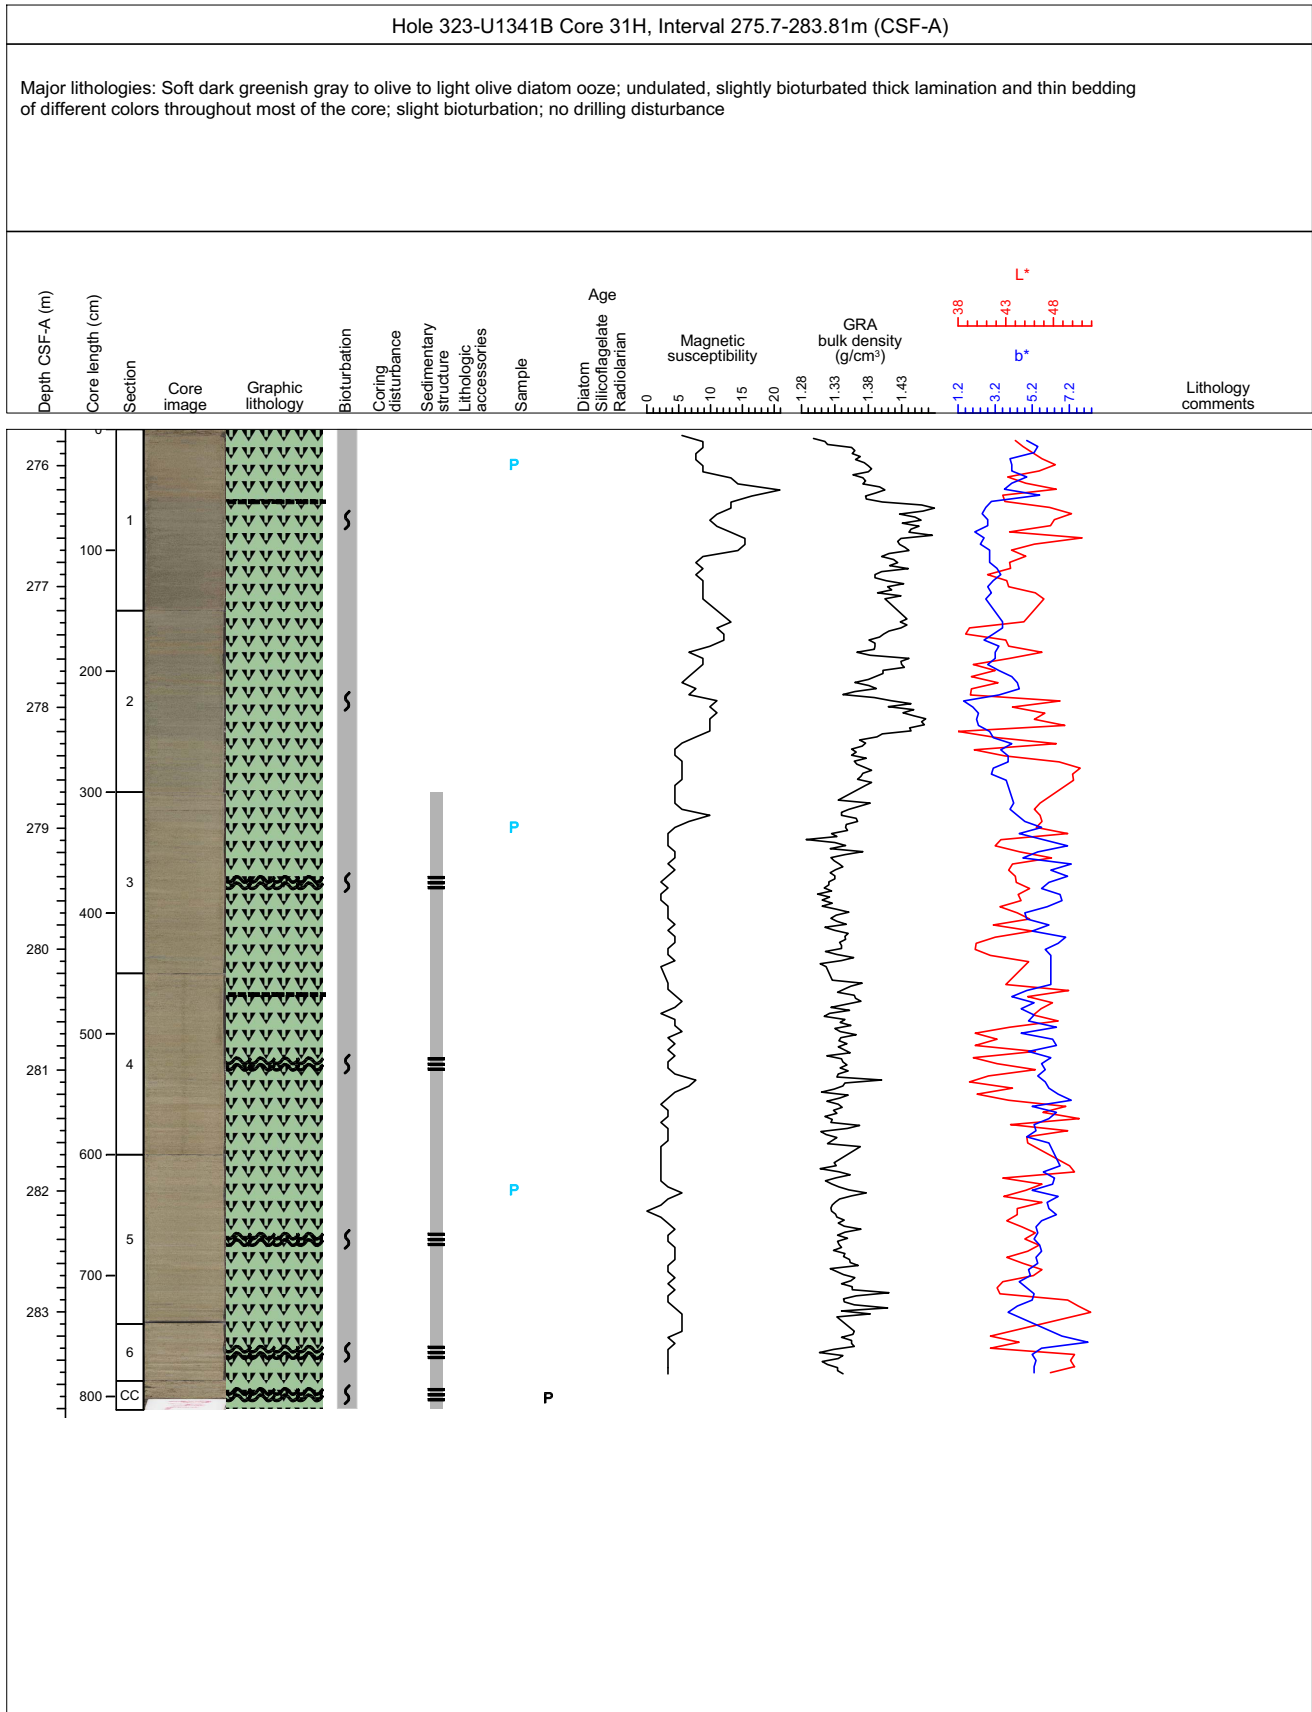 Hole 323-U1341B Core 31H, Interval 275.7-283.81m (CSF-A)
Major lithologies: Soft dark greenish gray to olive to light olive diatom ooze; undulated, slightly bioturbated thick lamination and thin bedding
of different colors throughout most of the core; slight bioturbation; no drilling disturbance
Depth CSF-A (m)
Core length (cm)
Section
Core
image
Graphic
lithology
Bioturbation
Coring
disturbance
Sedimentary
structure
Lithologic
accessories
Sample
Age
Diatom
Silicoflagelate
Radiolarian
Magnetic
susceptibility
0 5 10 15 20
GRA
bulk density
(g/cm³)
1.28 1.33 1.38 1.43
L*
38 43 48
b*
1.2 3.2 5.2 7.2
Lithology
comments
0
276
P
1
100
277
200
2
278
300
279
P
3
400
280
500
4
281
600
282
P
5
700
283
6
800
CC
P